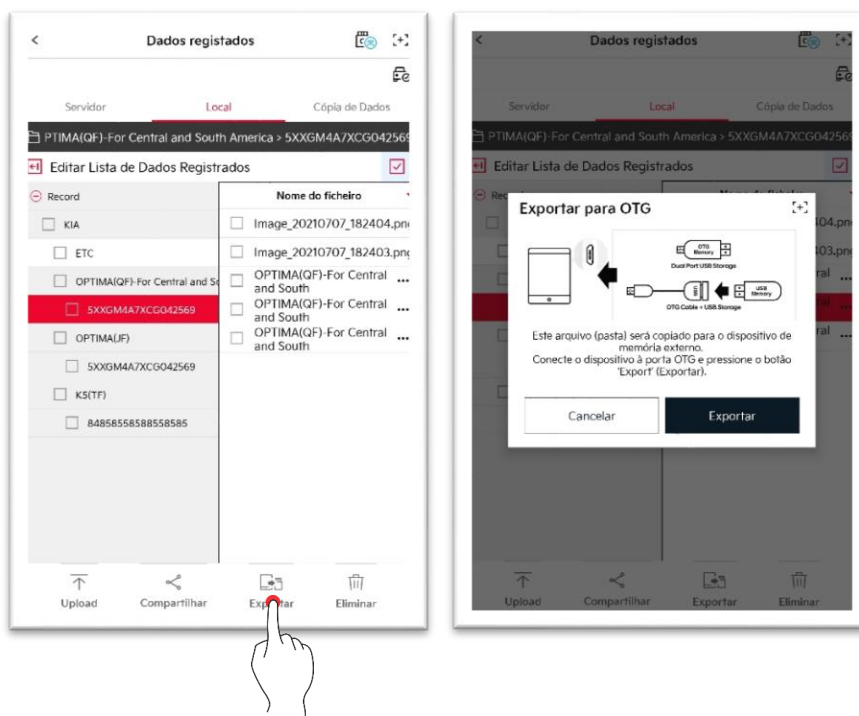 Dados registados
Servidor Local Cópia de Dados
PTIMA(QF)-For Central and South America > 5XXGM4A7XCG042569
Editar Lista de Dados Registrados
Record
KIA
ETC
OPTIMA(QF)-For Central and So
5XXGM4A7XCG042569
OPTIMA(JF)
5XXGM4A7XCG042569
K5(TF)
84858558588558585
Nome do ficheiro
Image_20210707_182404.pn
Image_20210707_182403.png
OPTIMA(QF)-For Central ...
and South
OPTIMA(QF)-For Central ...
and South
OPTIMA(QF)-For Central ...
and South
Upload Compartilhar Exportar Eliminar
Dados registados
Servidor Local Cópia de Dados
PTIMA(QF)-For Central and South America > 5XXGM4A7XCG042569
Editar Lista de Dados Registrados
Exportar para OTG
OTG
Memory
Dual Port USB Storage
USB
USB
Memory
OTG Cable + USB Storage
Este arquivo (pasta) será copiado para o dispositivo de
memória externo.
Conecte o dispositivo à porta OTG e pressione o botão
'Export' (Exportar).
Cancelar Exportar
Upload Compartilhar Exportar Eliminar